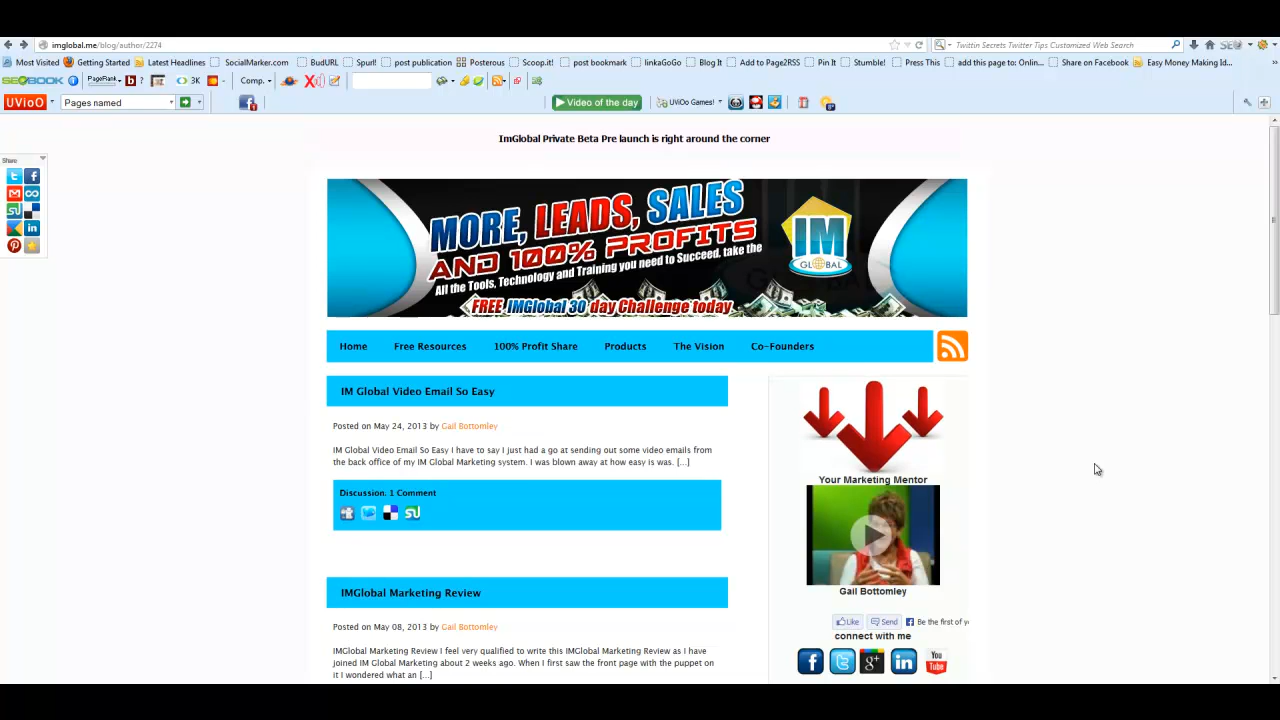 imglobal.me/blog/author/2274
Twittin Secrets Twitter Tips Customized Web Search
Most Visited Getting Started Latest Headlines SocialMarker.com BudURL Spurl! post publication Posterous Scoop.it! post bookmark linkaGoGo Blog It Add to Page2RSS Pin It Stumble! Press This add this page to: Onlin... Share on Facebook Easy Money Making Id...
SEOBOOK PageRank 3K Comp.
UVioO Pages named Video of the day UViOo Games!
ImGlobal Private Beta Pre launch is right around the corner
Share
MORE, LEADS, SALES
AND 100% PROFITS
All the Tools, Technology and Training you need to Succeed, take the
FREE IMGlobal 30 day Challenge today
IM
GLOBAL
Home Free Resources 100% Profit Share Products The Vision Co-Founders
IM Global Video Email So Easy
Posted on May 24, 2013 by Gail Bottomley
IM Global Video Email So Easy I have to say I just had a go at sending out some video emails from
the back office of my IM Global Marketing system. I was blown away at how easy is was. [...]
Discussion: 1 Comment
IMGlobal Marketing Review
Posted on May 08, 2013 by Gail Bottomley
IMGlobal Marketing Review I feel very qualified to write this IMGlobal Marketing Review as I have
joined IM Global Marketing about 2 weeks ago. When I first saw the front page with the puppet on
it I wondered what an [...]
Your Marketing Mentor
Gail Bottomley
Like Send Be the first of y
connect with me
You
Tube